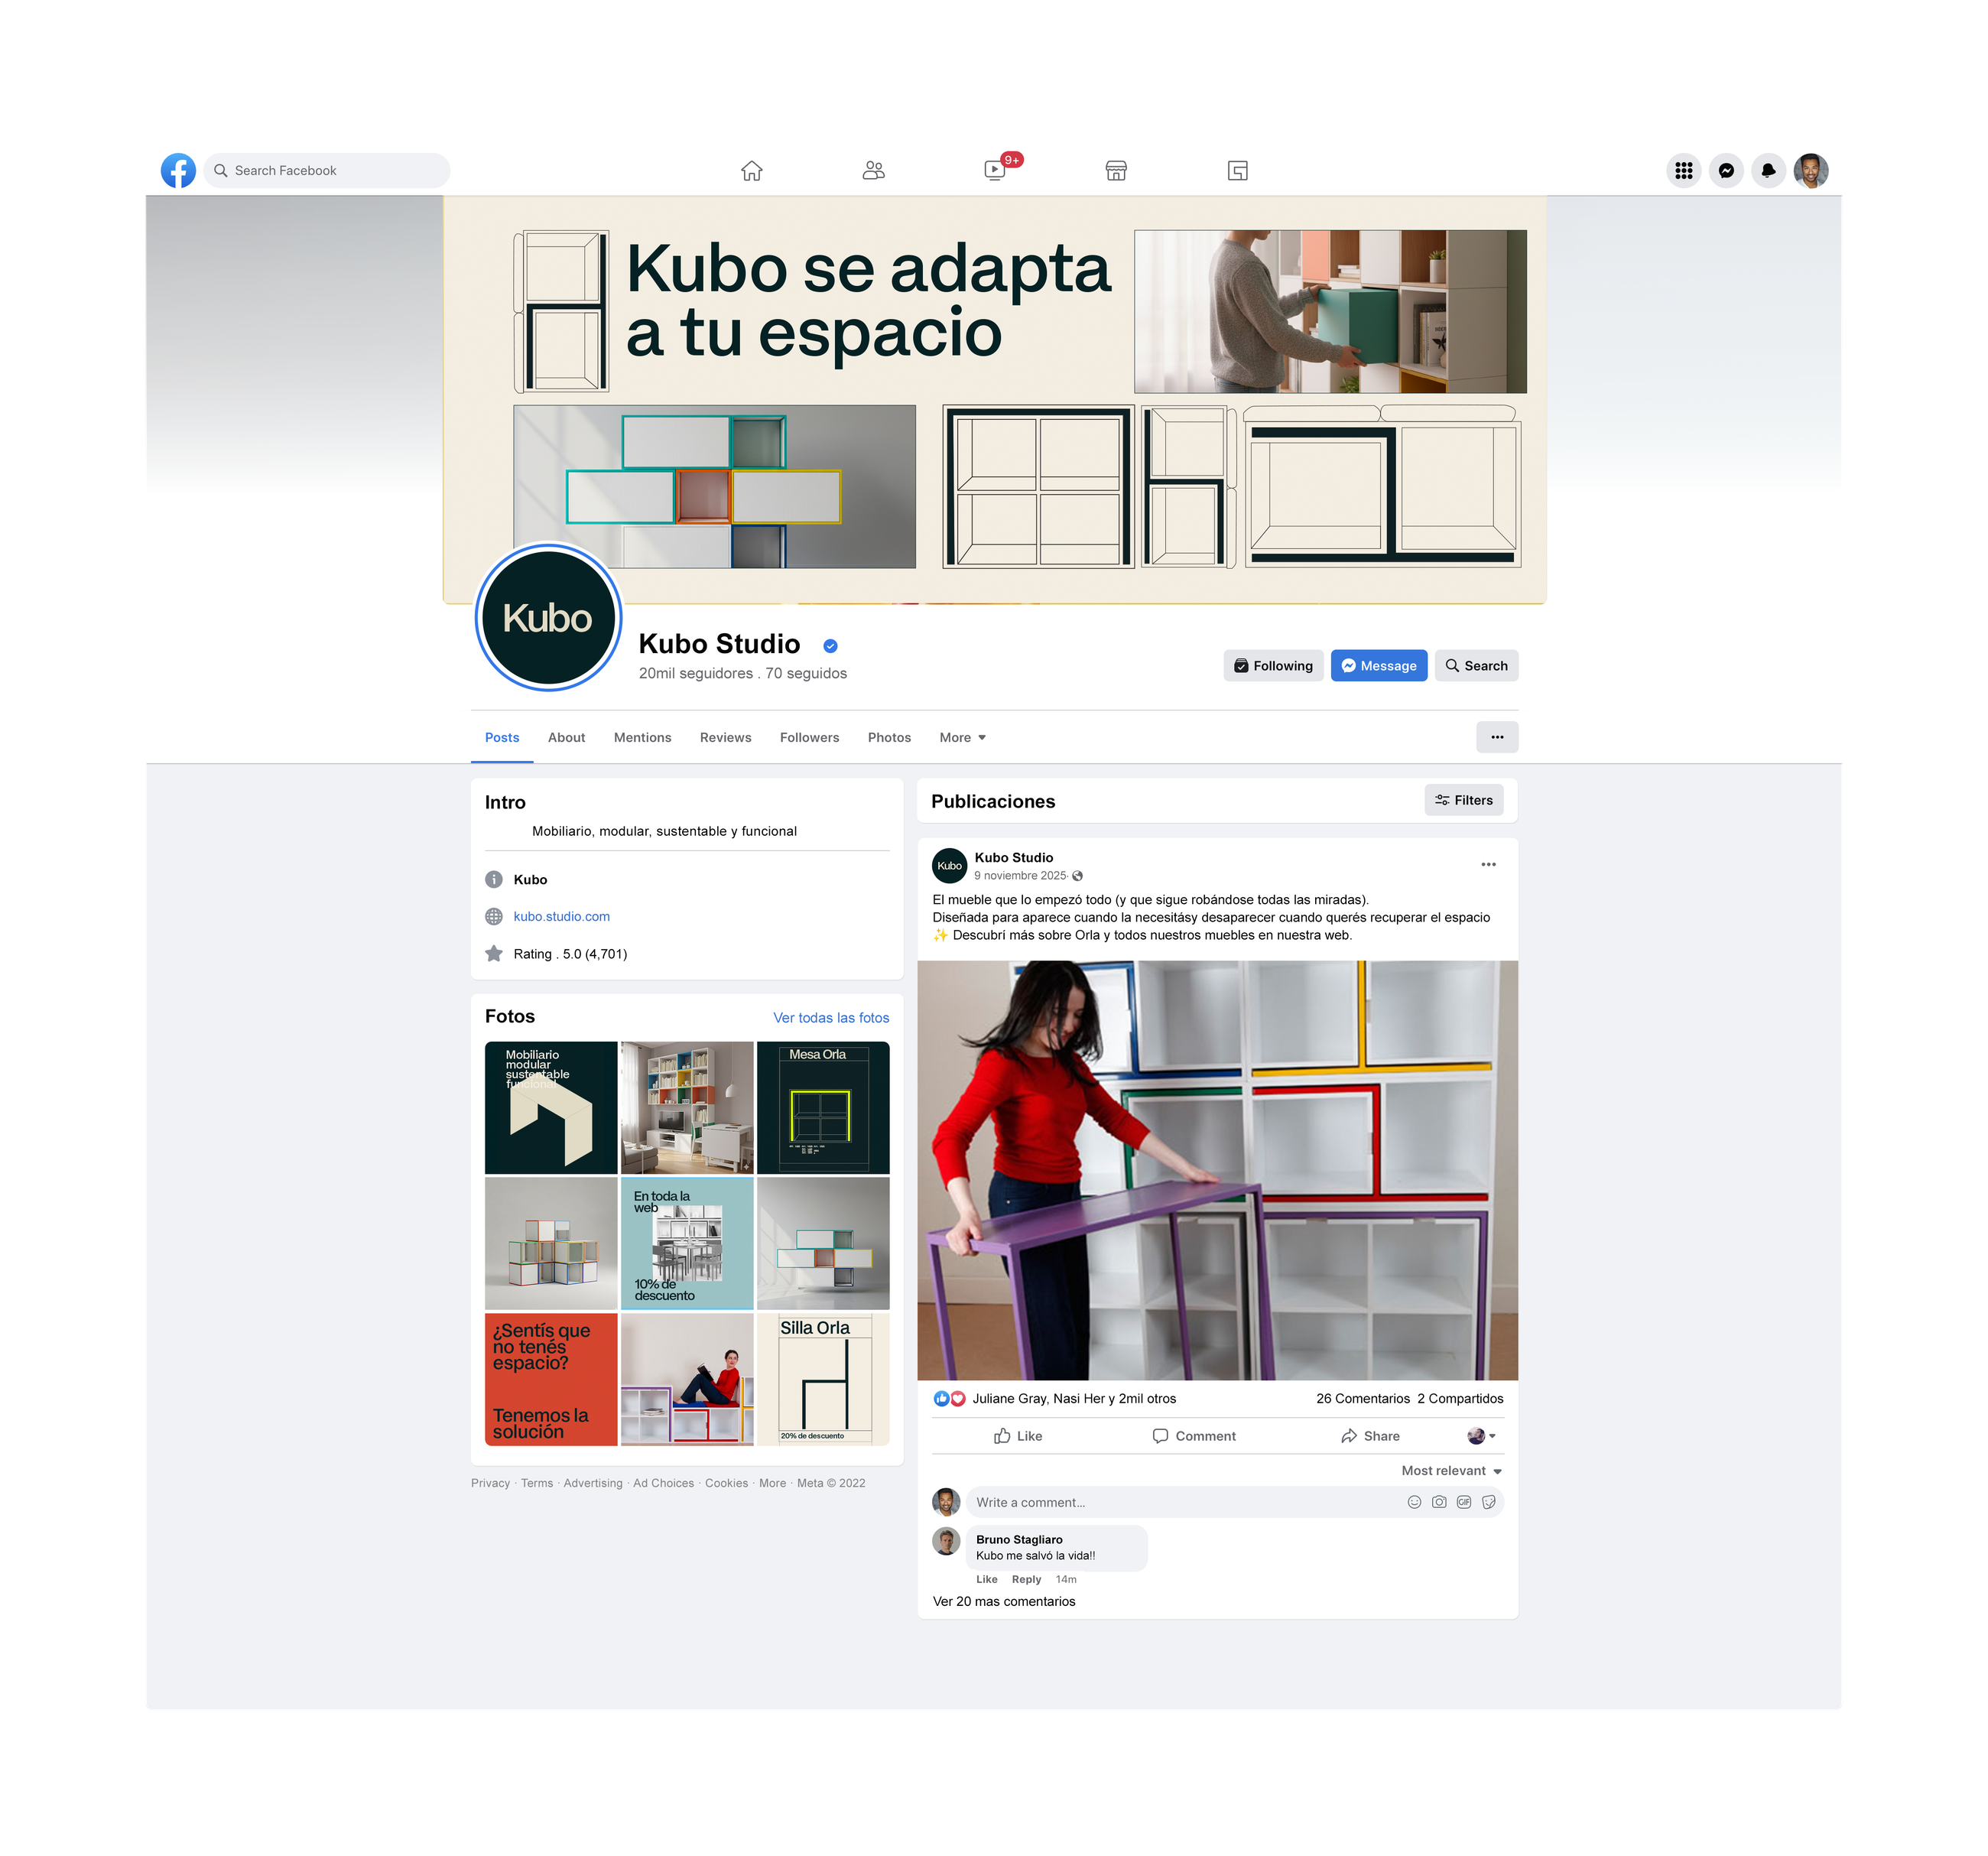 Search Facebook
9+
Kubo se adapta
a tu espacio
Kubo
Kubo Studio
20mil seguidores . 70 seguidos
Following
Message
Search
Posts
About
Mentions
Reviews
Followers
Photos
More
Intro
Mobiliario, modular, sustentable y funcional
Kubo
kubo.studio.com
Rating . 5.0 (4,701)
Fotos
Ver todas las fotos
Mobiliario
modular
sustentable
funcional
Mesa Orla
En toda la
web
10% de
descuento
¿Sentís que
no tenés
espacio?
Tenemos la
solución
Silla Orla
20% de descuento
Privacy · Terms · Advertising · Ad Choices · Cookies · More · Meta © 2022
Publicaciones
Filters
Kubo
Kubo Studio
9 noviembre 2025·
El mueble que lo empezó todo (y que sigue robándose todas las miradas).
Diseñada para aparece cuando la necesitásy desaparecer cuando querés recuperar el espacio
✨ Descubrí más sobre Orla y todos nuestros muebles en nuestra web.
Juliane Gray, Nasi Her y 2mil otros
26 Comentarios 2 Compartidos
Like
Comment
Share
Most relevant
Write a comment...
GIF
Bruno Stagliaro
Kubo me salvó la vida!!
Like Reply 14m
Ver 20 mas comentarios